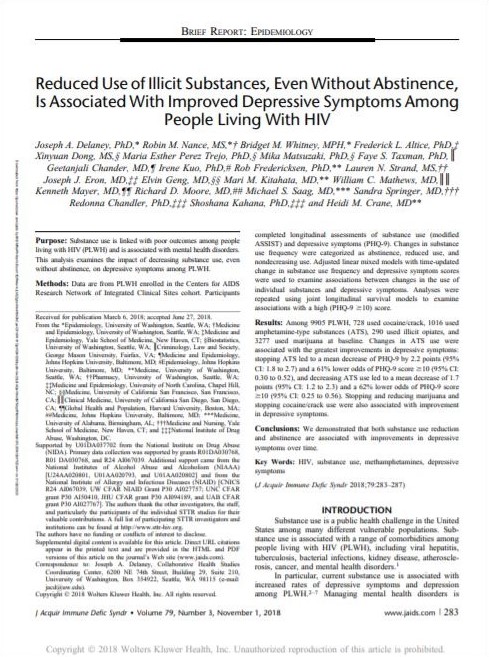 BRIEF REPORT: EPIDEMIOLOGY
Reduced Use of Illicit Substances, Even Without Abstinence,
Is Associated With Improved Depressive Symptoms Among
People Living With HIV
Joseph A. Delaney, PhD,* Robin M. Nance, MS,*† Bridget M. Whitney, MPH,* Frederick L. Altice, PhD,‡
Xinyuan Dong, MS,§ Maria Esther Perez Trejo, PhD,§ Mika Matsuzaki, PhD,§ Faye S. Taxman, PhD,║
Geetanjali Chander, MD,¶ Irene Kuo, PhD,# Rob Fredericksen, PhD,** Lauren N. Strand, MS,††
Joseph J. Eron, MD,‡‡ Elvin Geng, MD,§§ Mari M. Kitahata, MD,** William C. Mathews, MD,║║
Kenneth Mayer, MD,¶¶ Richard D. Moore, MD,## Michael S. Saag, MD,*** Sandra Springer, MD,†††
Redonna Chandler, PhD,‡‡‡ Shoshana Kahana, PhD,‡‡‡ and Heidi M. Crane, MD**
Purpose: Substance use is linked with poor outcomes among people
living with HIV (PLWH) and is associated with mental health disorders.
This analysis examines the impact of decreasing substance use, even
without abstinence, on depressive symptoms among PLWH.
Methods: Data are from PLWH enrolled in the Centers for AIDS
Research Network of Integrated Clinical Sites cohort. Participants
Received for publication March 6, 2018; accepted June 27, 2018.
From the *Epidemiology, University of Washington, Seattle, WA; †Medicine
and Epidemiology, University of Washington, Seattle, WA; ‡Medicine and
Epidemiology, Yale School of Medicine, New Haven, CT; §Biostatistics,
University of Washington, Seattle, WA; ║Criminology, Law and Society,
George Mason University, Fairfax, VA; ¶Medicine and Epidemiology,
Johns Hopkins University, Baltimore, MD; #Epidemiology, Johns Hopkins
University, Baltimore, MD; **Medicine, University of Washington,
Seattle, WA; ††Pharmacy, University of Washington, Seattle, WA;
‡‡Medicine and Epidemiology, University of North Carolina, Chapel Hill,
NC; §§Medicine, University of California San Francisco, San Francisco,
CA; ║║Clinical Medicine, University of California San Diego, San Diego,
CA; ¶¶Global Health and Population, Harvard University, Boston, MA;
##Medicine, Johns Hopkins University, Baltimore, MD; ***Medicine,
University of Alabama, Birmingham, AL; †††Medicine and Nursing, Yale
School of Medicine, New Haven, CT; and ‡‡‡National Institute of Drug
Abuse, Washington, DC.
Supported by U01DA037702 from the National Institute on Drug Abuse
(NIDA). Primary data collection was supported by grants R01DA030768,
R01 DA030768, and R24 AI067039. Additional support came from the
National Institutes of Alcohol Abuse and Alcoholism (NIAAA)
[U24AA020801, U01AA020793, and U01AA020802] and from the
National Institute of Allergy and Infectious Diseases (NIAID) [CNICS
R24 AI067039, UW CFAR NIAID Grant P30 AI027757; UNC CFAR
grant P30 AI50410, JHU CFAR grant P30 AI094189, and UAB CFAR
grant P30 AI027767]. The authors thank the other investigators, the staff,
and particularly the participants of the individual STTR studies for their
valuable contributions. A full list of participating STTR investigators and
institutions can be found at http://www.sttr-hiv.org.
The authors have no funding or conflicts of interest to disclose.
Supplemental digital content is available for this article. Direct URL citations
appear in the printed text and are provided in the HTML and PDF
versions of this article on the journal's Web site (www.jaids.com).
Correspondence to: Joseph A. Delaney, Collaborative Health Studies
Coordinating Center, 6200 NE 74th Street, Building 29, Suite 210,
University of Washington, Box 354922, Seattle, WA 98115 (e-mail:
jacd@uw.edu).
Copyright © 2018 Wolters Kluwer Health, Inc. All rights reserved.
completed longitudinal assessments of substance use (modified
ASSIST) and depressive symptoms (PHQ-9). Changes in substance
use frequency were categorized as abstinence, reduced use, and
nondecreasing use. Adjusted linear mixed models with time-updated
change in substance use frequency and depressive symptom scores
were used to examine associations between changes in the use of
individual substances and depressive symptoms. Analyses were
repeated using joint longitudinal survival models to examine
associations with a high (PHQ-9 ≥10) score.
Results: Among 9905 PLWH, 728 used cocaine/crack, 1016 used
amphetamine-type substances (ATS), 290 used illicit opiates, and
3277 used marijuana at baseline. Changes in ATS use were
associated with the greatest improvements in depressive symptoms:
stopping ATS led to a mean decrease of PHQ-9 by 2.2 points (95%
CI: 1.8 to 2.7) and a 61% lower odds of PHQ-9 score ≥10 (95% CI:
0.30 to 0.52), and decreasing ATS use led to a mean decrease of 1.7
points (95% CI: 1.2 to 2.3) and a 62% lower odds of PHQ-9 score
≥10 (95% CI: 0.25 to 0.56). Stopping and reducing marijuana and
stopping cocaine/crack use were also associated with improvement
in depressive symptoms.
Conclusions: We demonstrated that both substance use reduction
and abstinence are associated with improvements in depressive
symptoms over time.
Key Words: HIV, substance use, methamphetamines, depressive
symptoms
(J Acquir Immune Defic Syndr 2018;79:283–287)
INTRODUCTION
Substance use is a public health challenge in the United
States among many different vulnerable populations. Sub-
stance use is associated with a range of comorbidities among
people living with HIV (PLWH), including viral hepatitis,
tuberculosis, bacterial infections, kidney disease, atheroscle-
rosis, cancer, and mental health disorders.1
In particular, current substance use is associated with
increased rates of depressive symptoms and depression
among PLWH.2–7 Managing mental health disorders is
J Acquir Immune Defic Syndr • Volume 79, Number 3, November 1, 2018
www.jaids.com | 283
Copyright © 2018 Wolters Kluwer Health, Inc. Unauthorized reproduction of this article is prohibited.